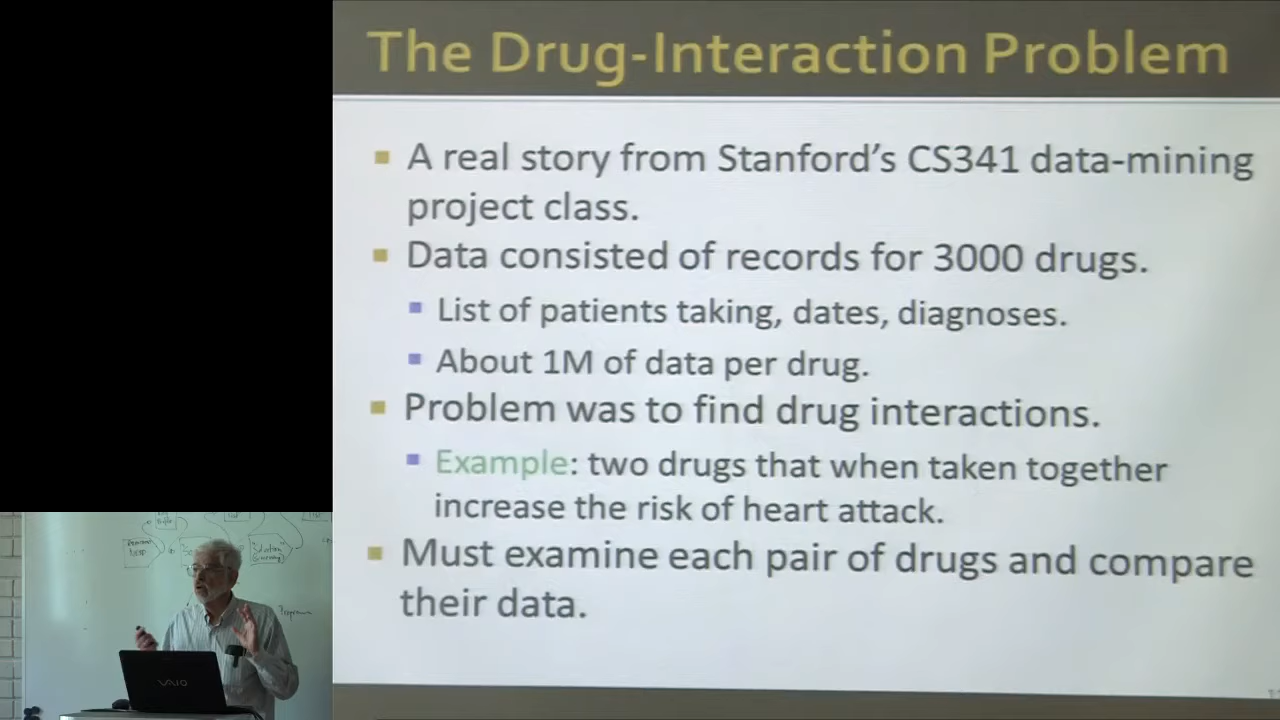 The Drug-Interaction Problem
A real story from Stanford's CS341 data-mining
project class.
Data consisted of records for 3000 drugs.
List of patients taking, dates, diagnoses.
About 1M of data per drug.
Problem was to find drug interactions.
Example: two drugs that when taken together
increase the risk of heart attack.
Must examine each pair of drugs and compare
their data.
VAIO